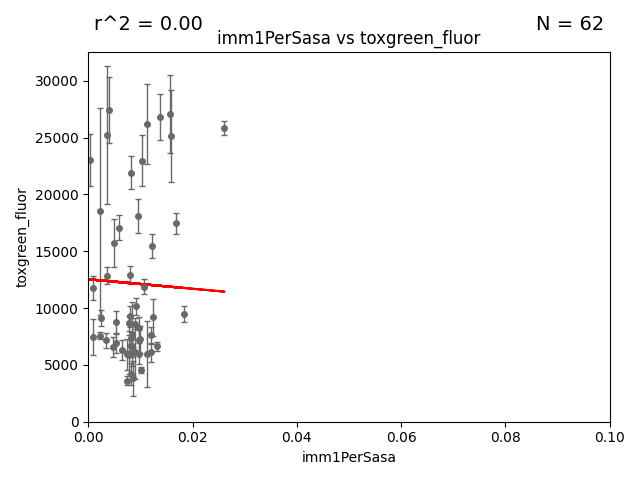 r^2 = 0.00
N = 62
imm1PerSasa vs toxgreen_fluor
30000
25000
20000
15000
10000
5000
0
toxgreen_fluor
0.00 0.02 0.04 0.06 0.08 0.10
imm1PerSasa